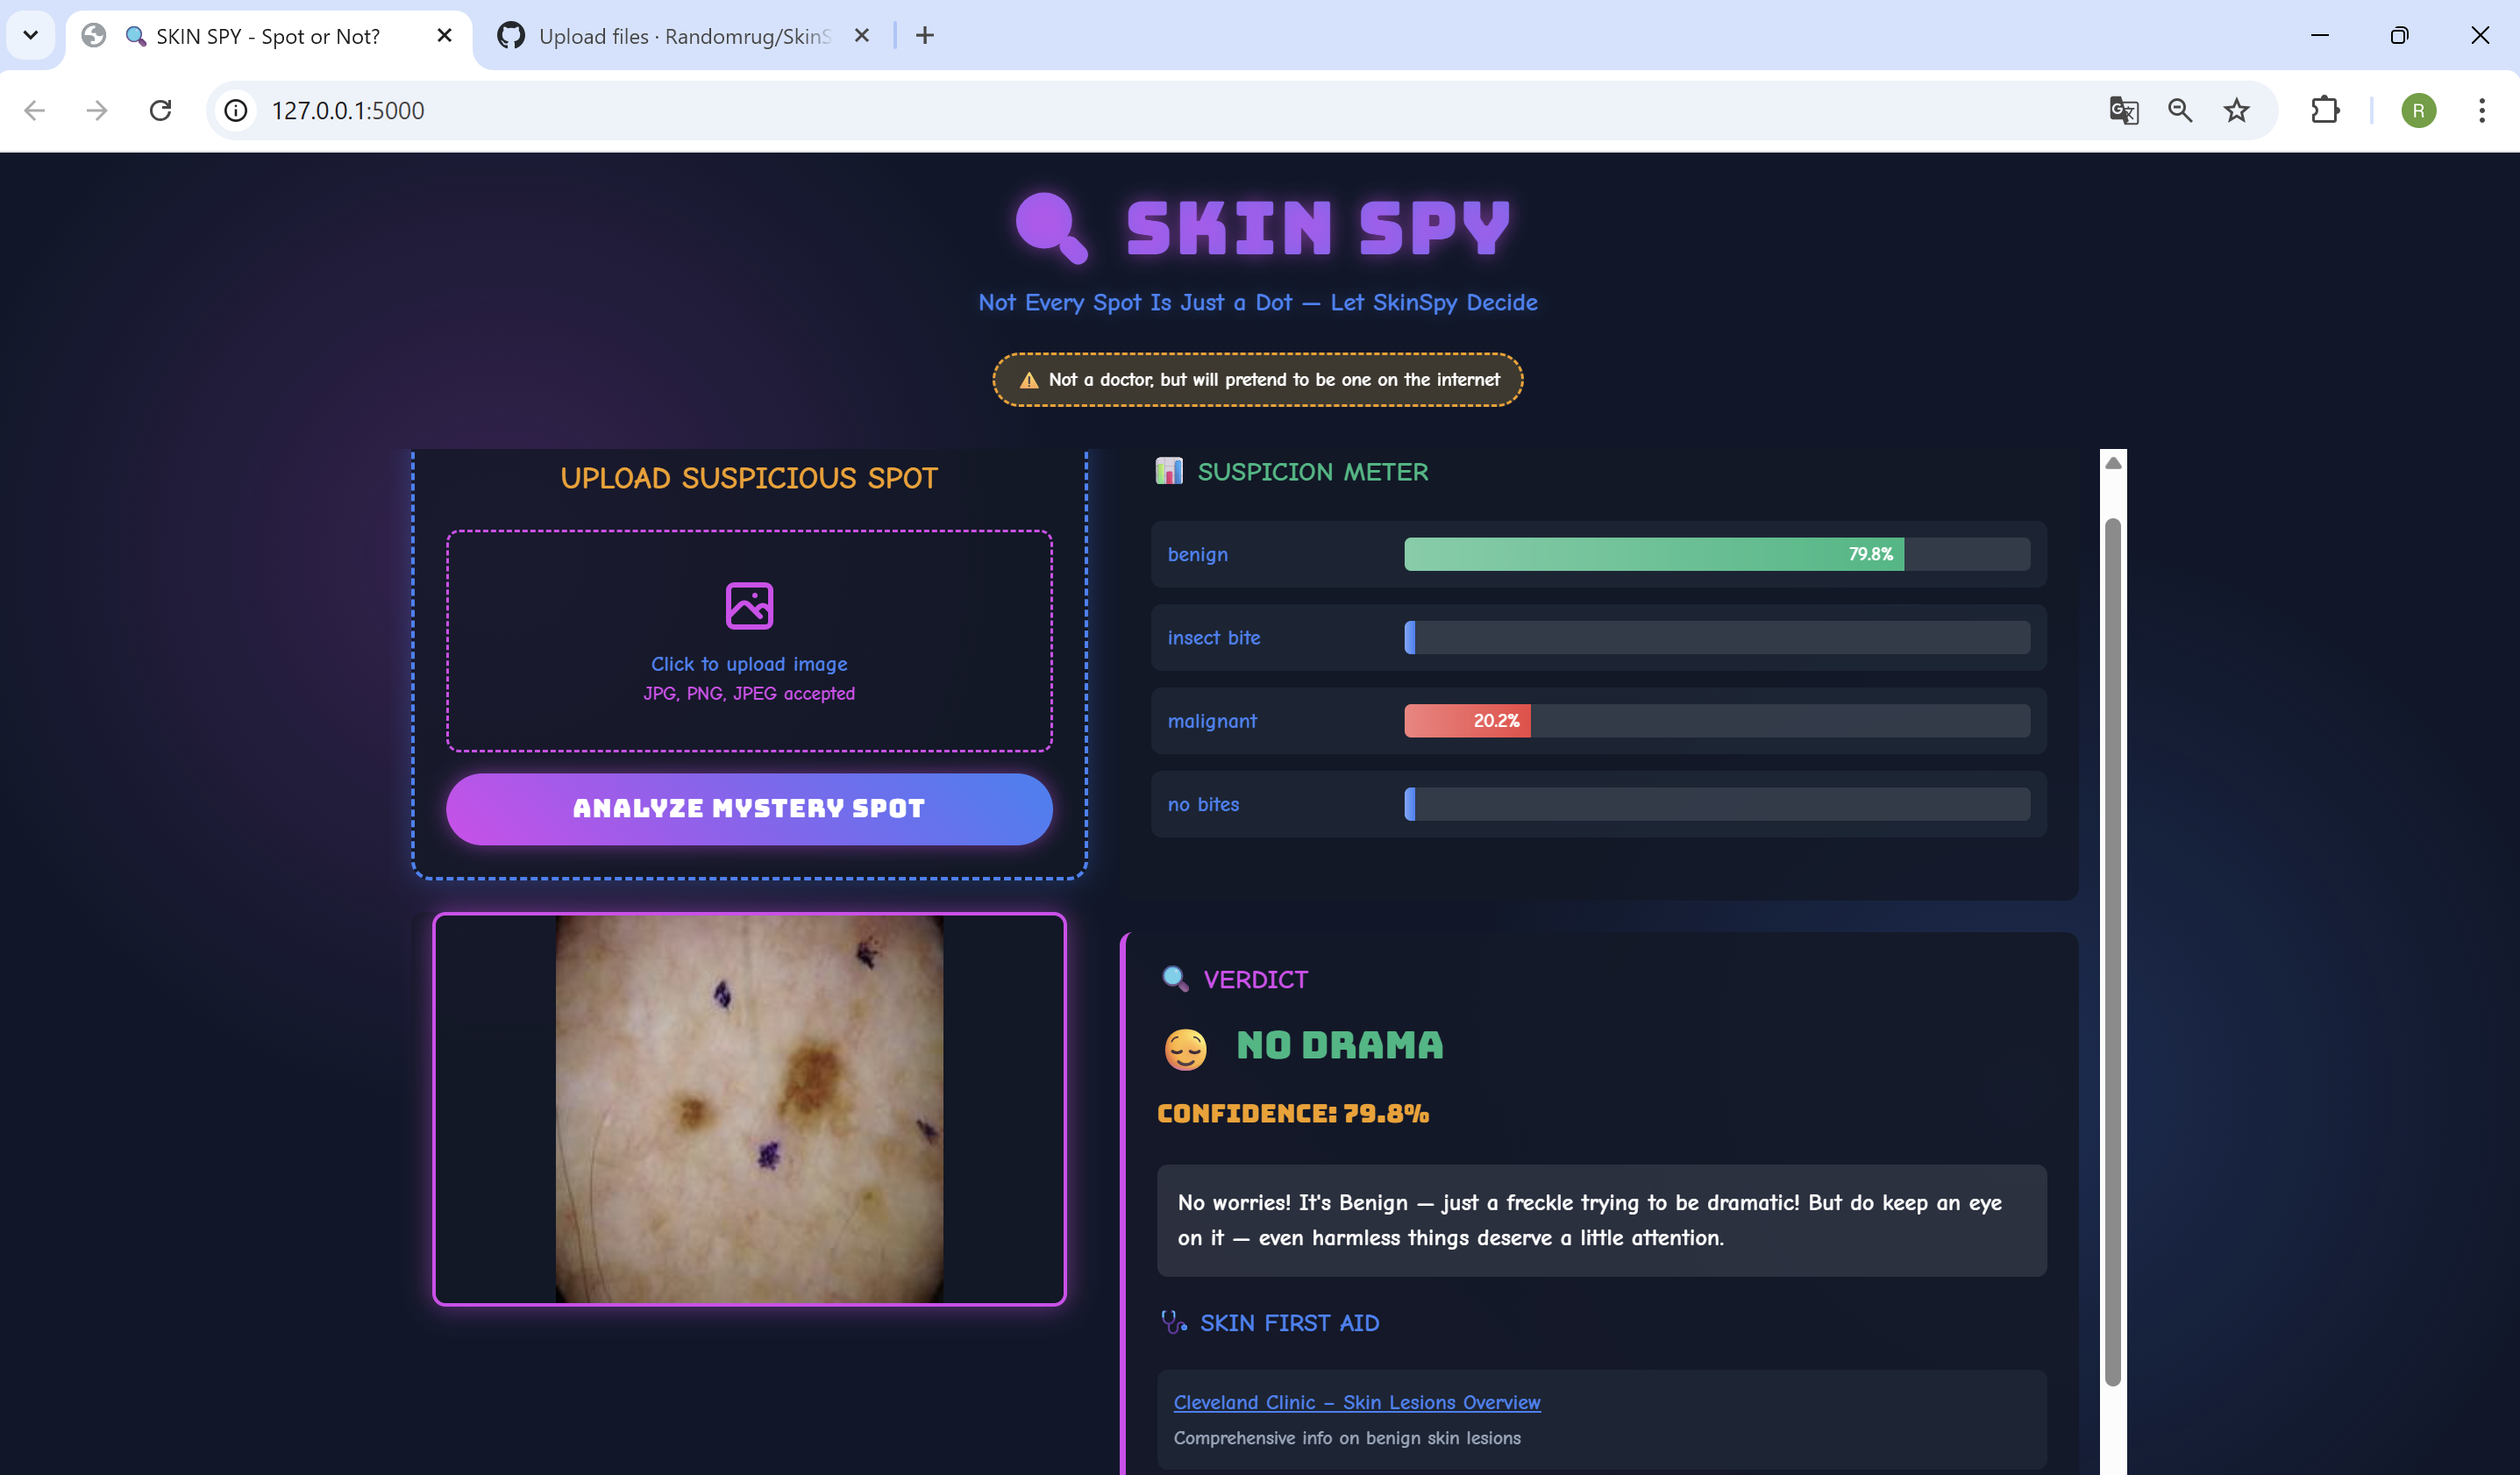 SKIN SPY - Spot or Not?
Upload files · Randomrug/SkinS
127.0.0.1:5000
R
SKIN SPY
Not Every Spot Is Just a Dot — Let SkinSpy Decide
Not a doctor, but will pretend to be one on the internet
UPLOAD SUSPICIOUS SPOT
Click to upload image
JPG, PNG, JPEG accepted
ANALYZE MYSTERY SPOT
SUSPICION METER
benign 79.8%
insect bite
malignant 20.2%
no bites
VERDICT
NO DRAMA
CONFIDENCE: 79.8%
No worries! It's Benign — just a freckle trying to be dramatic! But do keep an eye
on it — even harmless things deserve a little attention.
SKIN FIRST AID
Cleveland Clinic – Skin Lesions Overview
Comprehensive info on benign skin lesions